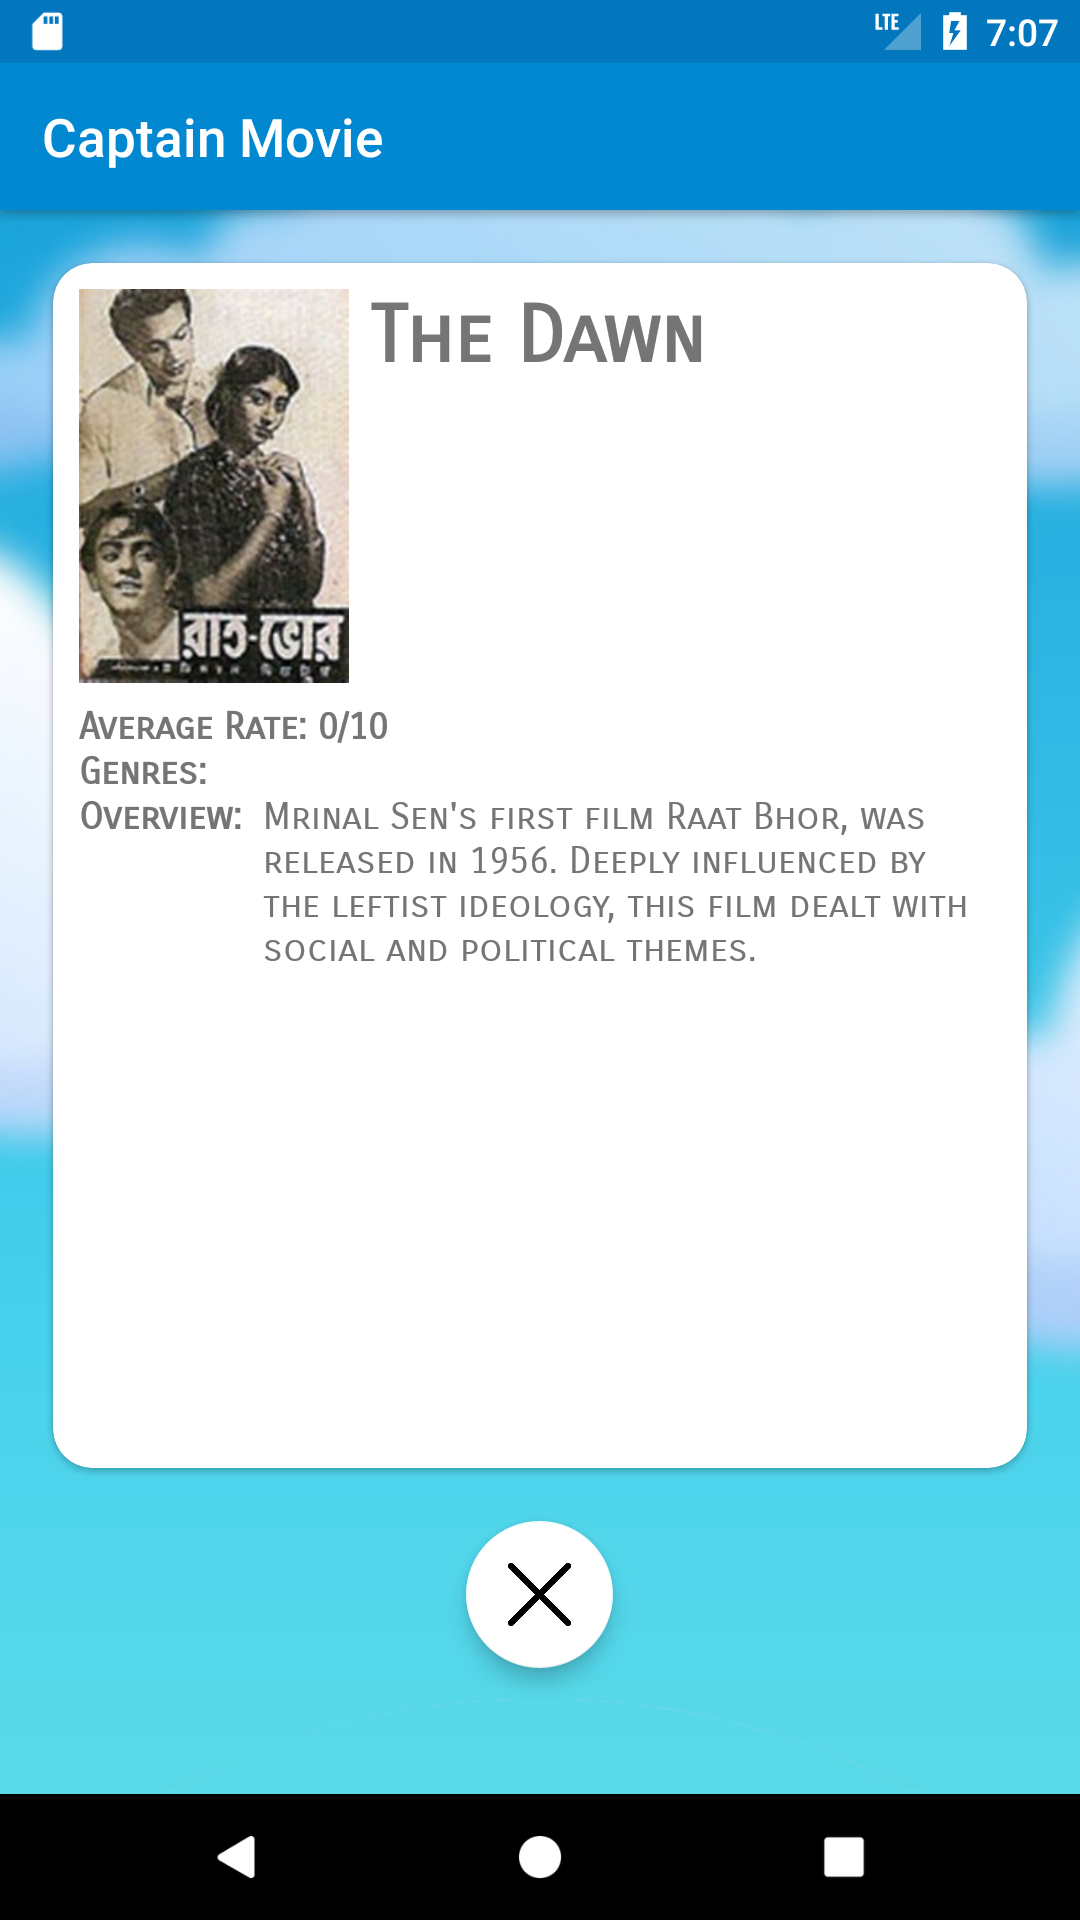 LTE 7:07
Captain Movie
The Dawn
রাত-ভোর
Average Rate: 0/10
Genres:
Overview: Mrinal Sen's first film Raat Bhor, was
released in 1956. Deeply influenced by
the leftist ideology, this film dealt with
social and political themes.